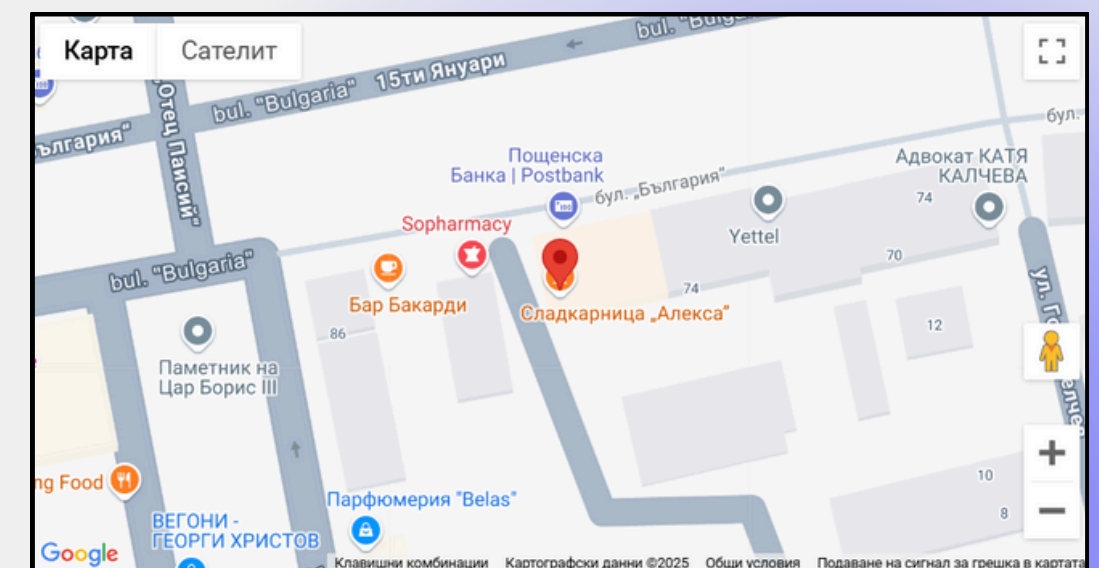 Карта
Сателит
bul. "Bulgaria"
15ти Януари
bul.
ългария“
„Отец Паисий“
бул.
Пощенска
Банка | Postbank
бул. „България“
Адвокат КАТЯ
КАЛЧЕВА
74
Sopharmacy
Yettel
70
bul. "Bulgaria"
74
Бар Бакарди
Сладкарница „Алекса“
86
12
ул.
Паметник на
Цар Борис III
ng Food
10
Парфюмерия "Belas"
8
ВЕГОНИ -
ГЕОРГИ ХРИСТОВ
Google
Клавишни комбинации
Картографски данни ©2025
Общи условия
Подаване на сигнал за грешка в картата